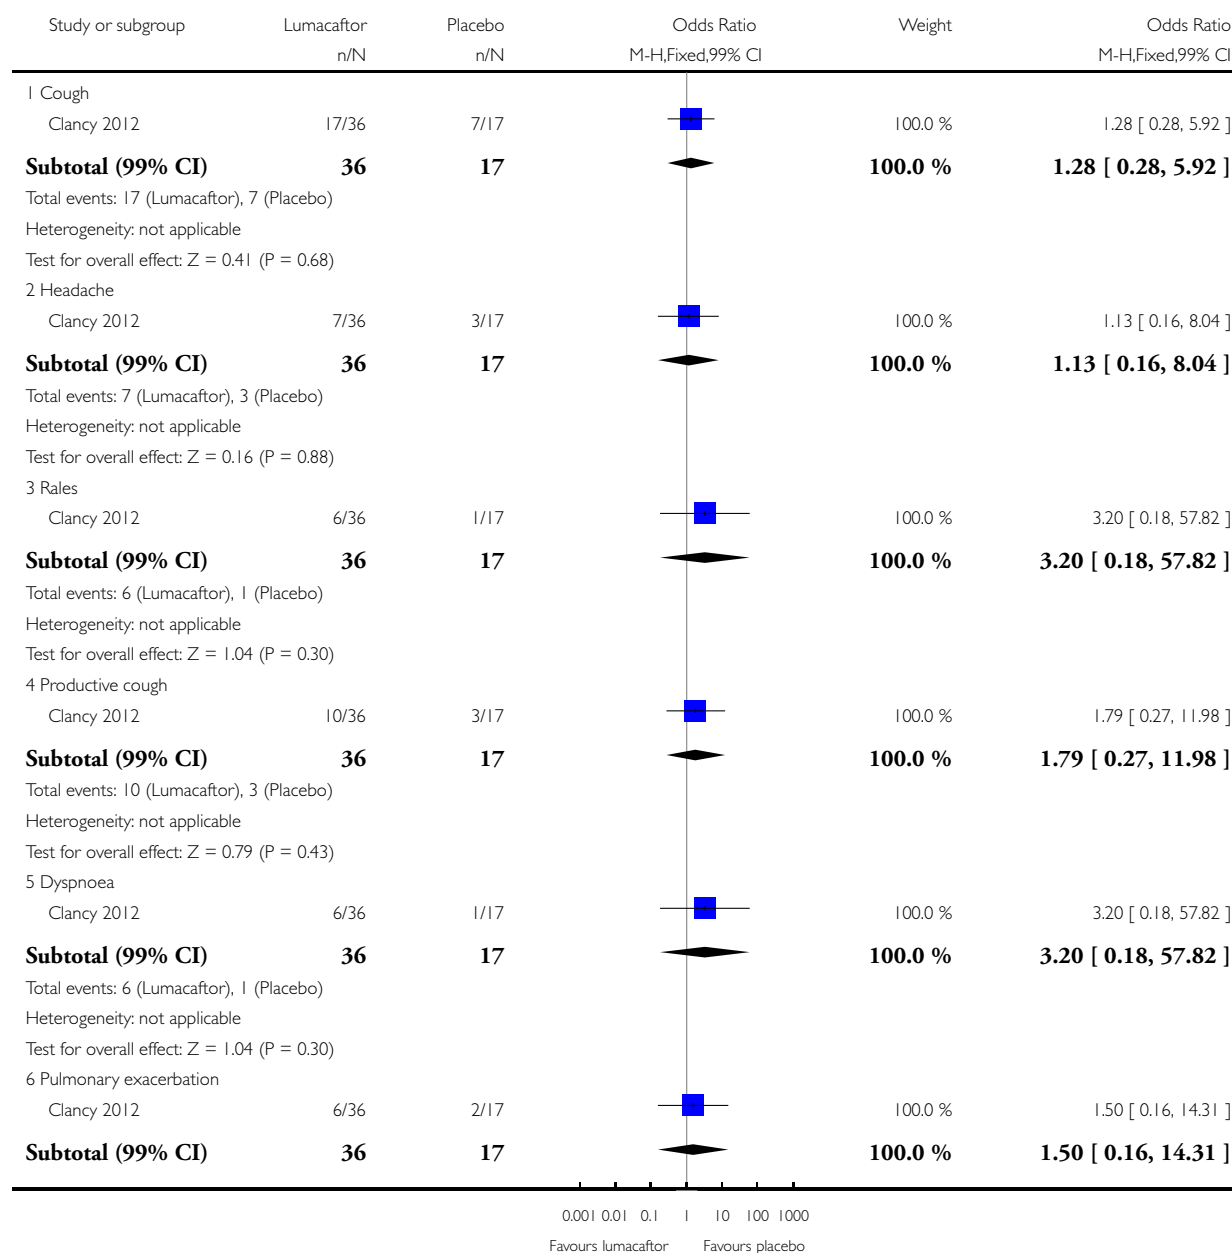 Study or subgroup Lumacaftor Placebo Odds Ratio Weight Odds Ratio
n/N n/N M-H,Fixed,99% CI M-H,Fixed,99% CI
1 Cough
Clancy 2012 17/36 7/17 100.0 % 1.28 [ 0.28, 5.92 ]
Subtotal (99% CI) 36 17 100.0 % 1.28 [ 0.28, 5.92 ]
Total events: 17 (Lumacaftor), 7 (Placebo)
Heterogeneity: not applicable
Test for overall effect: Z = 0.41 (P = 0.68)
2 Headache
Clancy 2012 7/36 3/17 100.0 % 1.13 [ 0.16, 8.04 ]
Subtotal (99% CI) 36 17 100.0 % 1.13 [ 0.16, 8.04 ]
Total events: 7 (Lumacaftor), 3 (Placebo)
Heterogeneity: not applicable
Test for overall effect: Z = 0.16 (P = 0.88)
3 Rales
Clancy 2012 6/36 1/17 100.0 % 3.20 [ 0.18, 57.82 ]
Subtotal (99% CI) 36 17 100.0 % 3.20 [ 0.18, 57.82 ]
Total events: 6 (Lumacaftor), 1 (Placebo)
Heterogeneity: not applicable
Test for overall effect: Z = 1.04 (P = 0.30)
4 Productive cough
Clancy 2012 10/36 3/17 100.0 % 1.79 [ 0.27, 11.98 ]
Subtotal (99% CI) 36 17 100.0 % 1.79 [ 0.27, 11.98 ]
Total events: 10 (Lumacaftor), 3 (Placebo)
Heterogeneity: not applicable
Test for overall effect: Z = 0.79 (P = 0.43)
5 Dyspnoea
Clancy 2012 6/36 1/17 100.0 % 3.20 [ 0.18, 57.82 ]
Subtotal (99% CI) 36 17 100.0 % 3.20 [ 0.18, 57.82 ]
Total events: 6 (Lumacaftor), 1 (Placebo)
Heterogeneity: not applicable
Test for overall effect: Z = 1.04 (P = 0.30)
6 Pulmonary exacerbation
Clancy 2012 6/36 2/17 100.0 % 1.50 [ 0.16, 14.31 ]
Subtotal (99% CI) 36 17 100.0 % 1.50 [ 0.16, 14.31 ]
0.001 0.01 0.1 1 10 100 1000
Favours lumacaftor Favours placebo